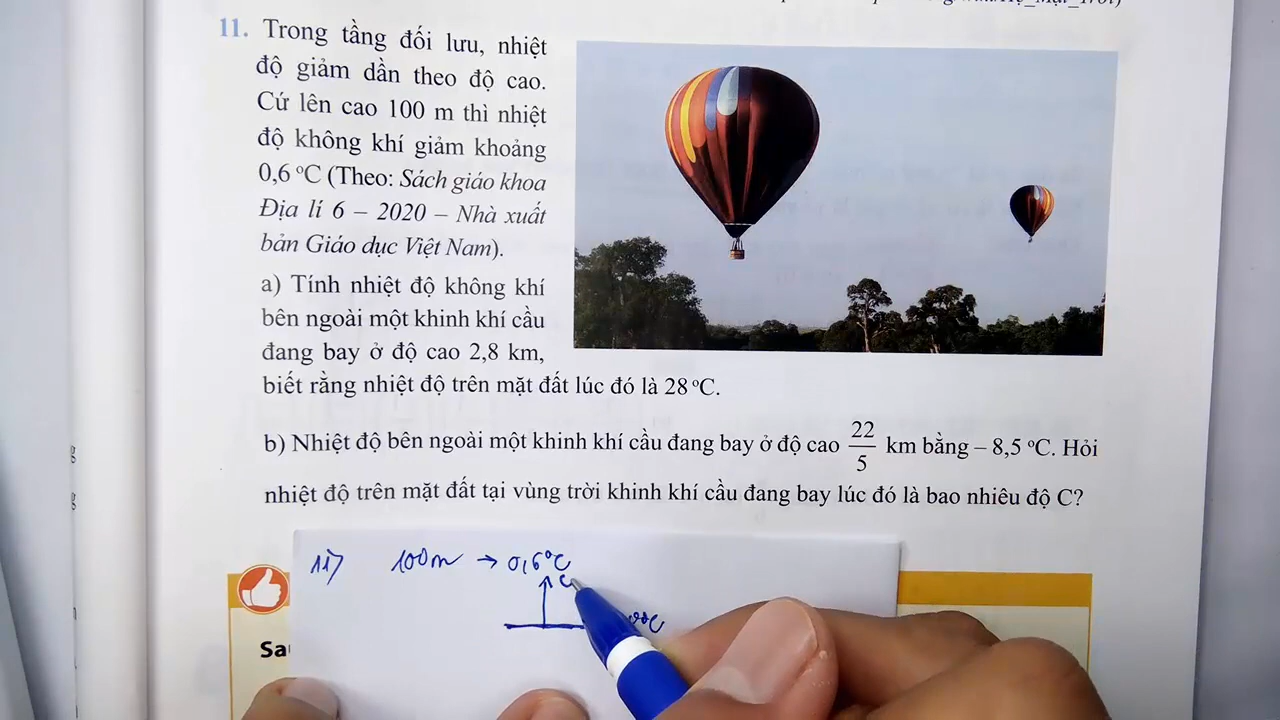 11. Trong tầng đối lưu, nhiệt
độ giảm dần theo độ cao.
Cứ lên cao 100 m thì nhiệt
độ không khí giảm khoảng
0,6 °C (Theo: Sách giáo khoa
Địa lí 6 – 2020 – Nhà xuất
bản Giáo dục Việt Nam).
a) Tính nhiệt độ không khí
bên ngoài một khinh khí cầu
đang bay ở độ cao 2,8 km,
biết rằng nhiệt độ trên mặt đất lúc đó là 28 °C.
b) Nhiệt độ bên ngoài một khinh khí cầu đang bay ở độ cao 22/5 km bằng – 8,5 °C. Hỏi
nhiệt độ trên mặt đất tại vùng trời khinh khí cầu đang bay lúc đó là bao nhiêu độ C?
11) 100m → 0,6°C